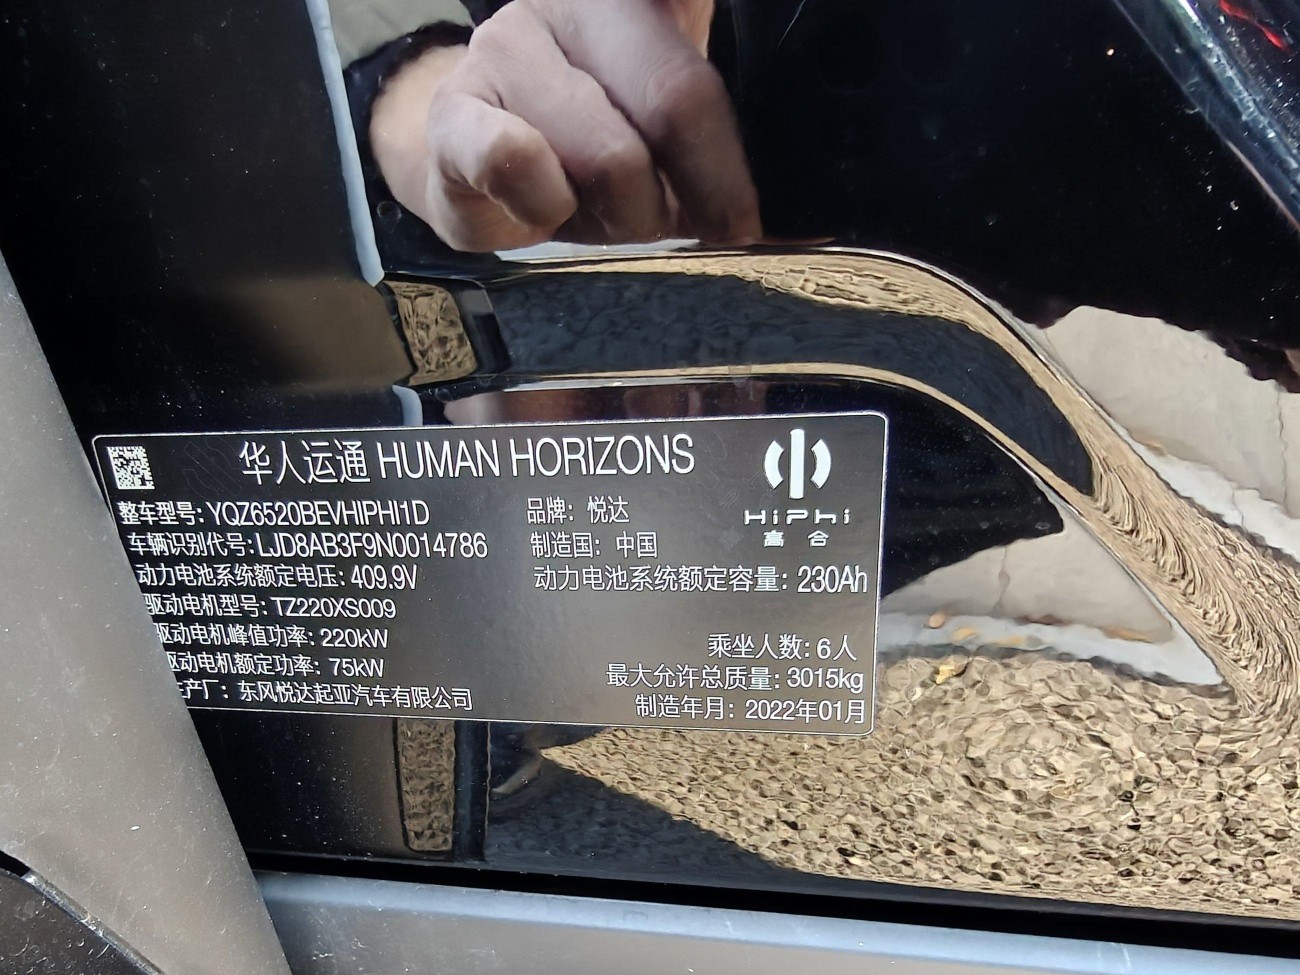 华人运通 HUMAN HORIZONS
整车型号: YQZ6520BEVHIPHI1D
品牌: 悦达
HiPhi
高合
车辆识别代号: LJD8AB3F9N0014786
制造国: 中国
动力电池系统额定电压: 409.9V
动力电池系统额定容量: 230Ah
驱动电机型号: TZ220XS009
驱动电机峰值功率: 220kW
乘坐人数: 6人
驱动电机额定功率: 75kW
最大允许总质量: 3015kg
生产厂: 东风悦达起亚汽车有限公司
制造年月: 2022年01月